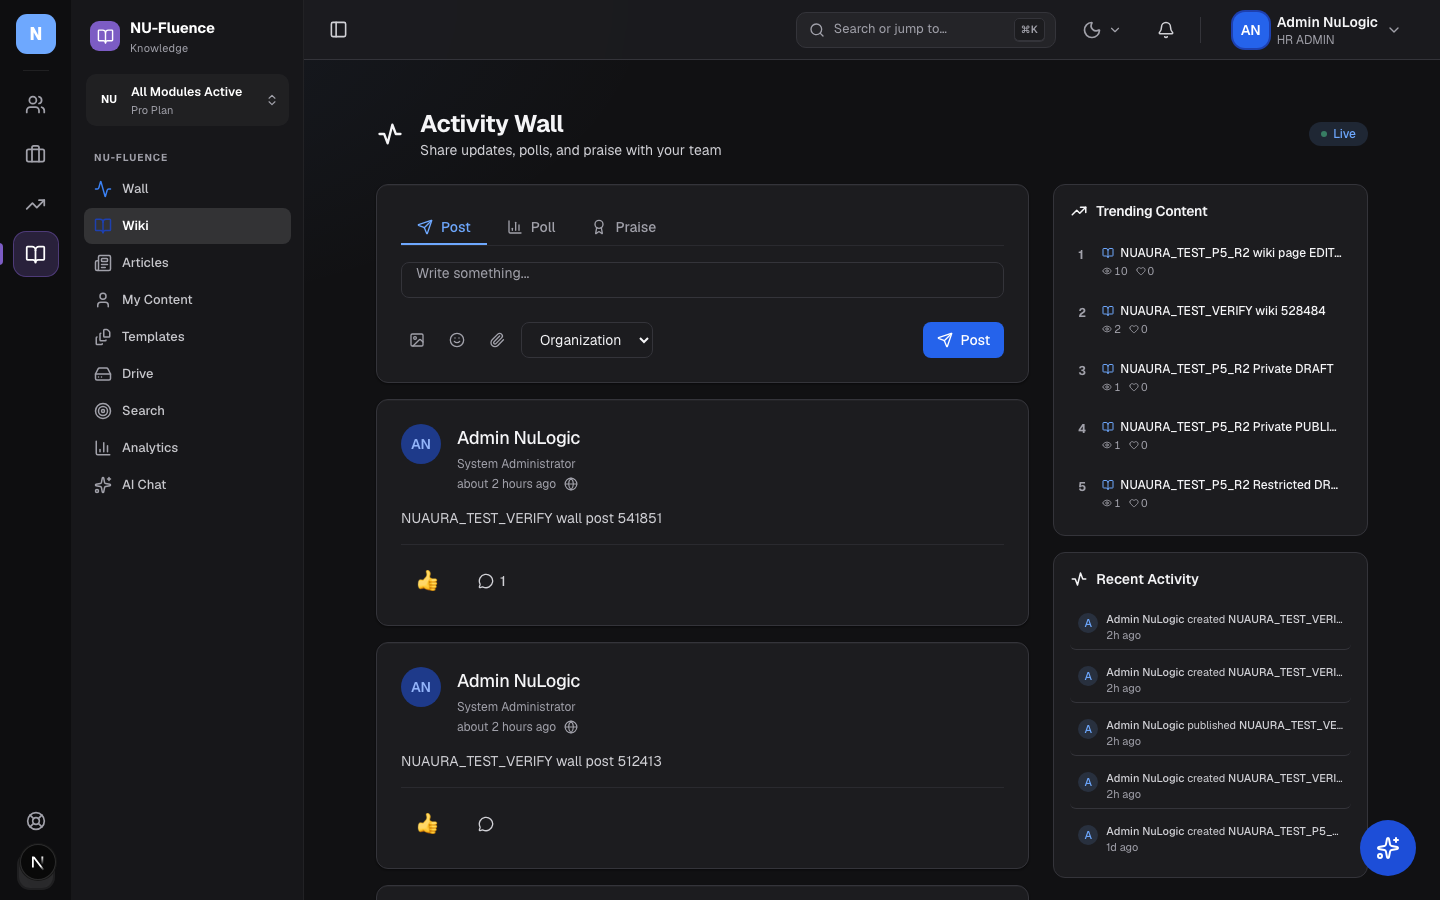 N
NU-Fluence
Knowledge
NU
All Modules Active
Pro Plan
NU-FLUENCE
Wall
Wiki
Articles
My Content
Templates
Drive
Search
Analytics
AI Chat
N
Search or jump to...
⌘K
AN
Admin NuLogic
HR ADMIN
Activity Wall
Share updates, polls, and praise with your team
Live
Post
Poll
Praise
Write something...
Organization
Post
AN
Admin NuLogic
System Administrator
about 2 hours ago
NUAURA_TEST_VERIFY wall post 541851
1
AN
Admin NuLogic
System Administrator
about 2 hours ago
NUAURA_TEST_VERIFY wall post 512413
Trending Content
1
NUAURA_TEST_P5_R2 wiki page EDIT...
10 0
2
NUAURA_TEST_VERIFY wiki 528484
2 0
3
NUAURA_TEST_P5_R2 Private DRAFT
1 0
4
NUAURA_TEST_P5_R2 Private PUBLI...
1 0
5
NUAURA_TEST_P5_R2 Restricted DR...
1 0
Recent Activity
A
Admin NuLogic created NUAURA_TEST_VERI...
2h ago
A
Admin NuLogic created NUAURA_TEST_VERI...
2h ago
A
Admin NuLogic published NUAURA_TEST_VE...
2h ago
A
Admin NuLogic created NUAURA_TEST_VERI...
2h ago
A
Admin NuLogic created NUAURA_TEST_P5_...
1d ago